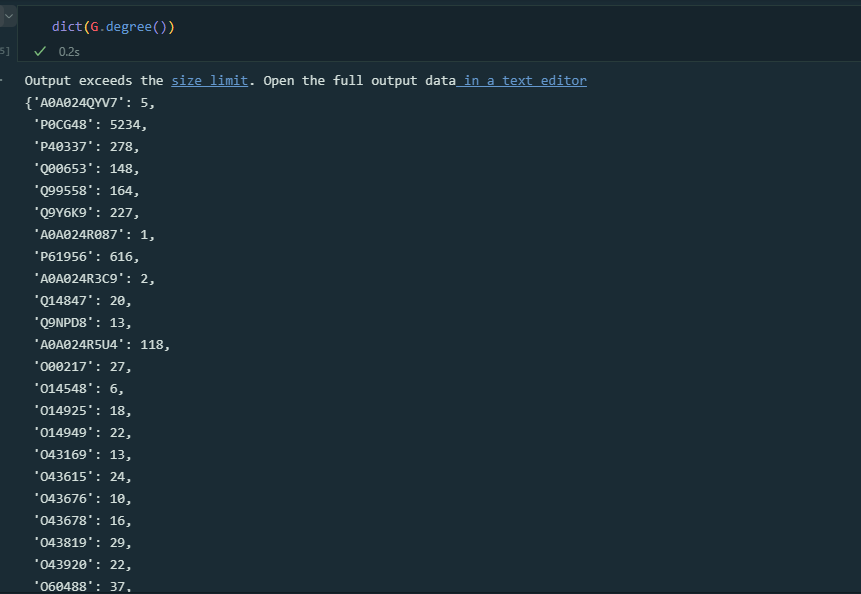 dict(G.degree())
5]
0.2s
Output exceeds the size limit. Open the full output data in a text editor
{'A0A024QYV7': 5,
'P0CG48': 5234,
'P40337': 278,
'Q00653': 148,
'Q99558': 164,
'Q9Y6K9': 227,
'A0A024R087': 1,
'P61956': 616,
'A0A024R3C9': 2,
'Q14847': 20,
'Q9NPD8': 13,
'A0A024R5U4': 118,
'O00217': 27,
'O14548': 6,
'O14925': 18,
'O14949': 22,
'O43169': 13,
'O43615': 24,
'O43676': 10,
'O43678': 16,
'O43819': 29,
'O43920': 22,
'O60488': 37,